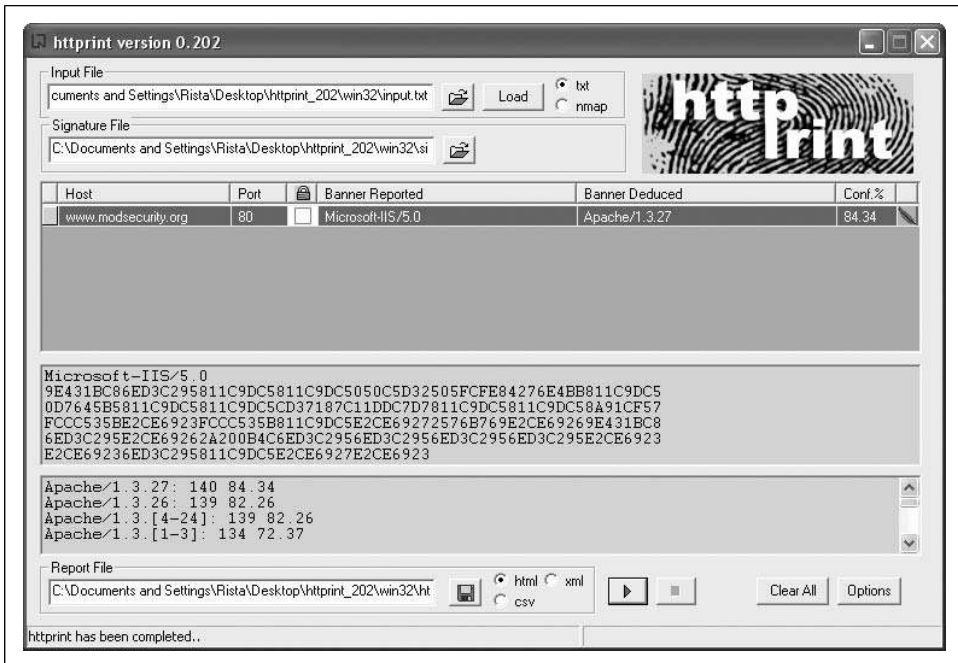 httprint version 0.202
Input File
cuments and Settings\Rista\Desktop\httprint_202\win32\input.txt
Load
txt
nmap
http
print
Signature File
C:\Documents and Settings\Rista\Desktop\httprint_202\win32\si
Host Port Banner Reported Banner Deduced Conf.%
www.modsecurity.org 80 Microsoft-IIS/5.0 Apache/1.3.27 84.34
Microsoft-IIS/5.0
9E431BC86ED3C295811C9DC5811C9DC5050C5D32505FCFE84276E4BB811C9DC5
0D7645B5811C9DC5811C9DC5CD37187C11DDC7D7811C9DC5811C9DC58A91CF57
FCCC535BE2CE6923FCCC535B811C9DC5E2CE69272576B769E2CE69269E431BC8
6ED3C295E2CE69262A200B4C6ED3C2956ED3C2956ED3C2956ED3C295E2CE6923
E2CE69236ED3C295811C9DC5E2CE6927E2CE6923
Apache/1.3.27: 140 84.34
Apache/1.3.26: 139 82.26
Apache/1.3.[4-24]: 139 82.26
Apache/1.3.[1-3]: 134 72.37
Report File
C:\Documents and Settings\Rista\Desktop\httprint_202\win32\ht
html
xml
csv
Clear All
Options
httprint has been completed..